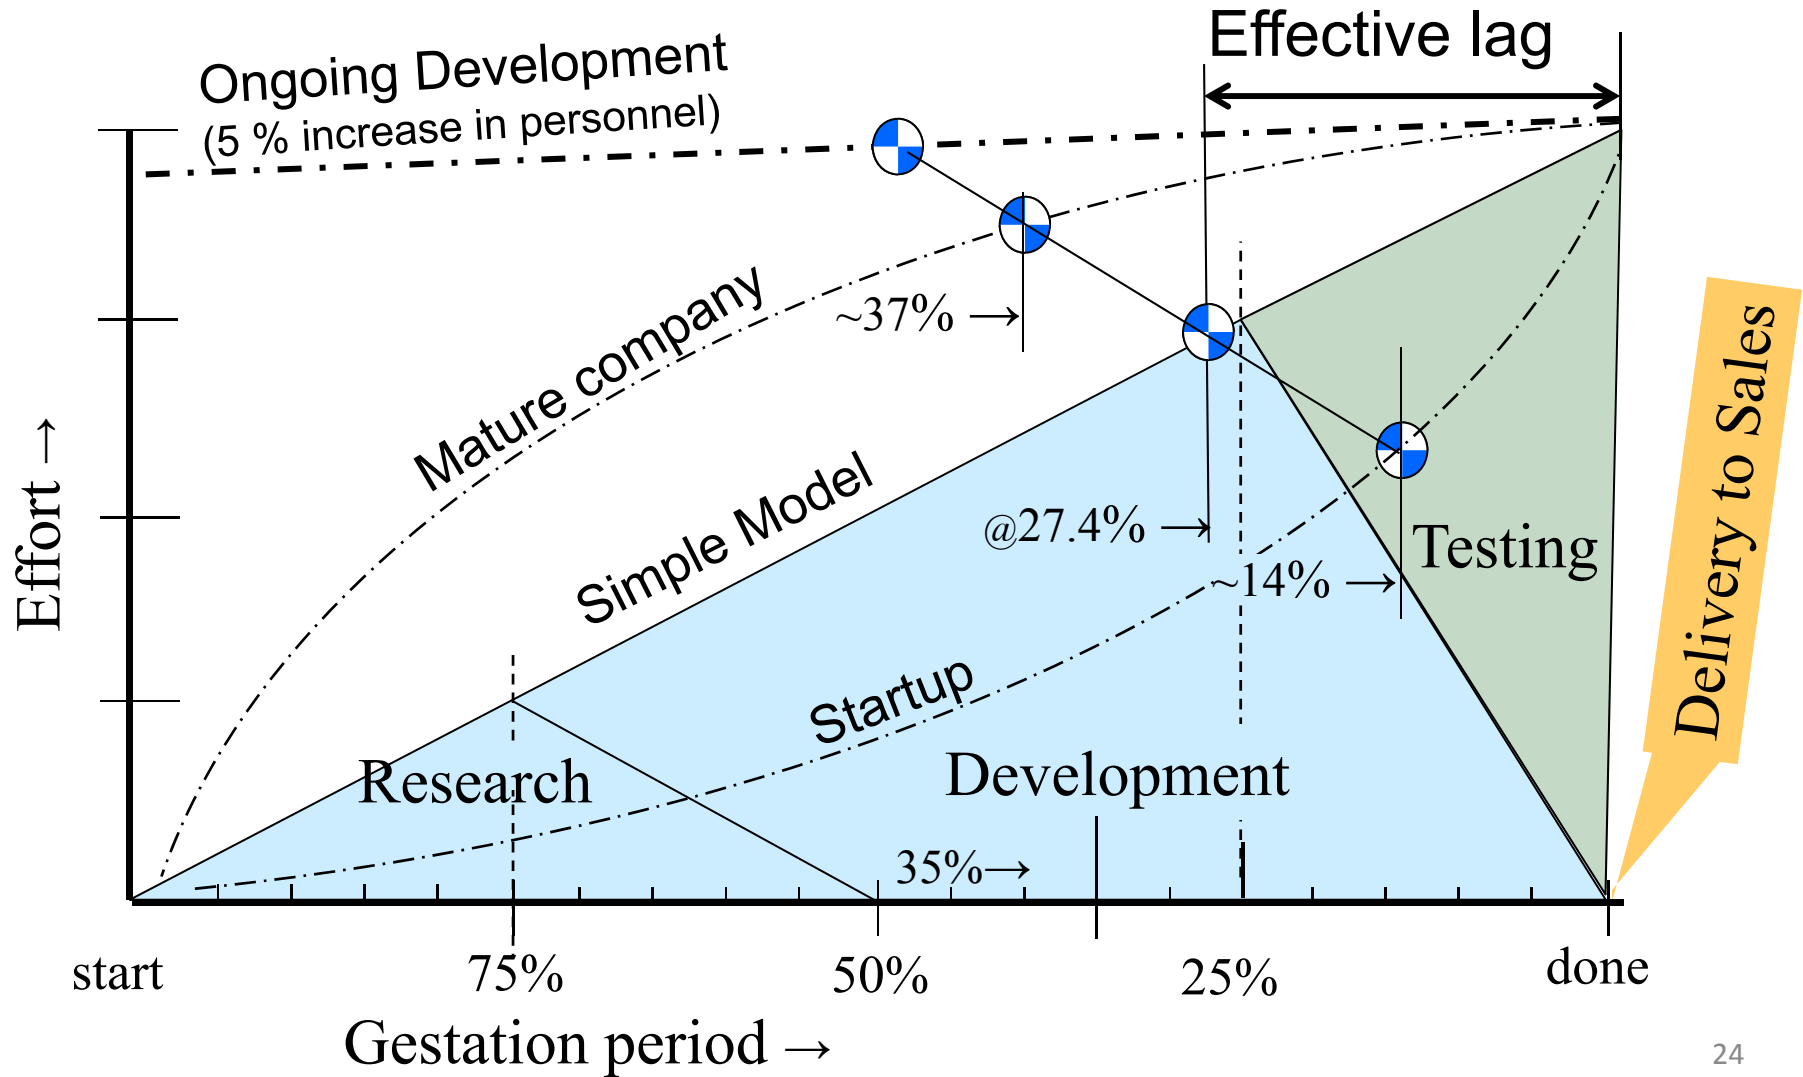 Effective lag
Ongoing Development
(5 % increase in personnel)
~37% →
Mature company
Delivery to Sales
Effort →
Simple Model
@27.4% →
Testing
~14% →
Startup
Research
Development
35%→
start
75%
50%
25%
done
Gestation period →
24